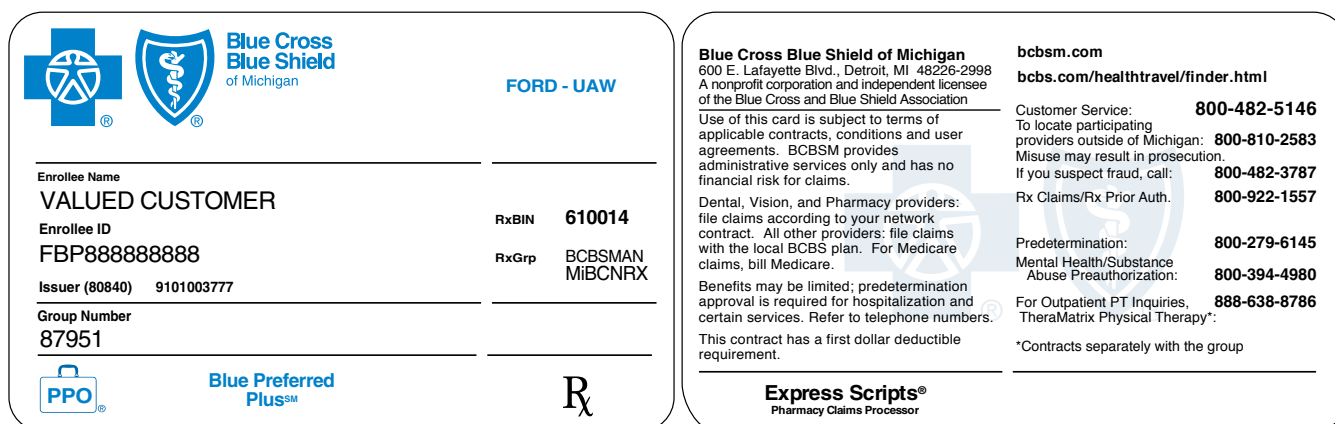 Blue Cross
Blue Shield
of Michigan
FORD - UAW
Enrollee Name
VALUED CUSTOMER
Enrollee ID
FBP888888888
Issuer (80840) 9101003777
RxBIN 610014
RxGrp BCBSMAN
MiBCNRX
Group Number
87951
PPO®
Blue Preferred
Plus℠
Rx
Blue Cross Blue Shield of Michigan
600 E. Lafayette Blvd., Detroit, MI 48226-2998
A nonprofit corporation and independent licensee
of the Blue Cross and Blue Shield Association
Use of this card is subject to terms of
applicable contracts, conditions and user
agreements. BCBSM provides
administrative services only and has no
financial risk for claims.
Dental, Vision, and Pharmacy providers:
file claims according to your network
contract. All other providers: file claims
with the local BCBS plan. For Medicare
claims, bill Medicare.
Benefits may be limited; predetermination
approval is required for hospitalization and
certain services. Refer to telephone numbers.
This contract has a first dollar deductible
requirement.
Express Scripts®
Pharmacy Claims Processor
bcbsm.com
bcbs.com/healthtravel/finder.html
Customer Service: 800-482-5146
To locate participating
providers outside of Michigan: 800-810-2583
Misuse may result in prosecution.
If you suspect fraud, call: 800-482-3787
Rx Claims/Rx Prior Auth. 800-922-1557
Predetermination: 800-279-6145
Mental Health/Substance
Abuse Preauthorization: 800-394-4980
For Outpatient PT Inquiries, 888-638-8786
TheraMatrix Physical Therapy*:
*Contracts separately with the group